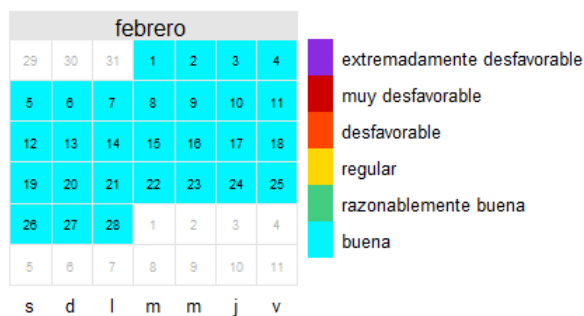 febrero
29 30 31 1 2 3 4
5 6 7 8 9 10 11
12 13 14 15 16 17 18
19 20 21 22 23 24 25
26 27 28 1 2 3 4
5 6 7 8 9 10 11
s d l m m j v
extremadamente desfavorable
muy desfavorable
desfavorable
regular
razonablemente buena
buena